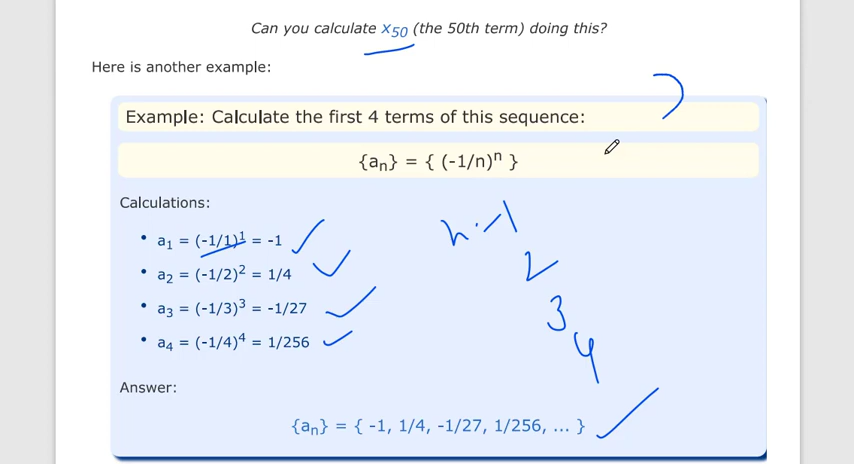 Can you calculate x50 (the 50th term) doing this?
Here is another example:
Example: Calculate the first 4 terms of this sequence:
{an} = { (-1/n)^n }
Calculations:
• a1 = (-1/1)^1 = -1
• a2 = (-1/2)^2 = 1/4
• a3 = (-1/3)^3 = -1/27
• a4 = (-1/4)^4 = 1/256
n
1
2
3
4
Answer:
{an} = { -1, 1/4, -1/27, 1/256, ... }